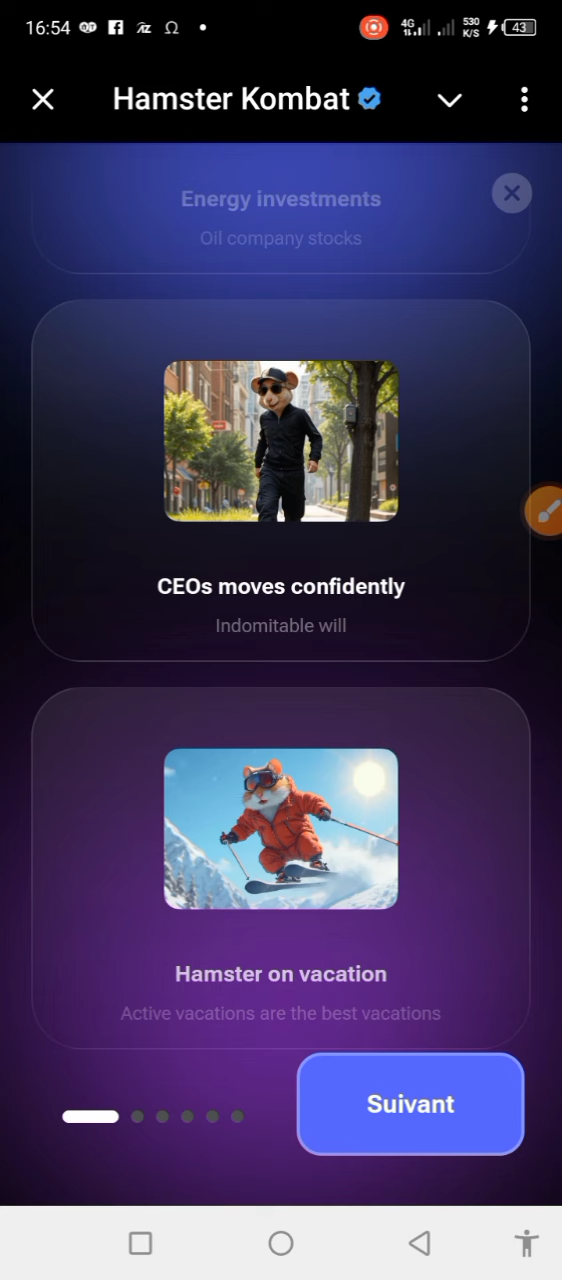 16:54
4G
530
K/S
43
Hamster Kombat
Energy investments
Oil company stocks
CEOs moves confidently
Indomitable will
Hamster on vacation
Active vacations are the best vacations
Suivant